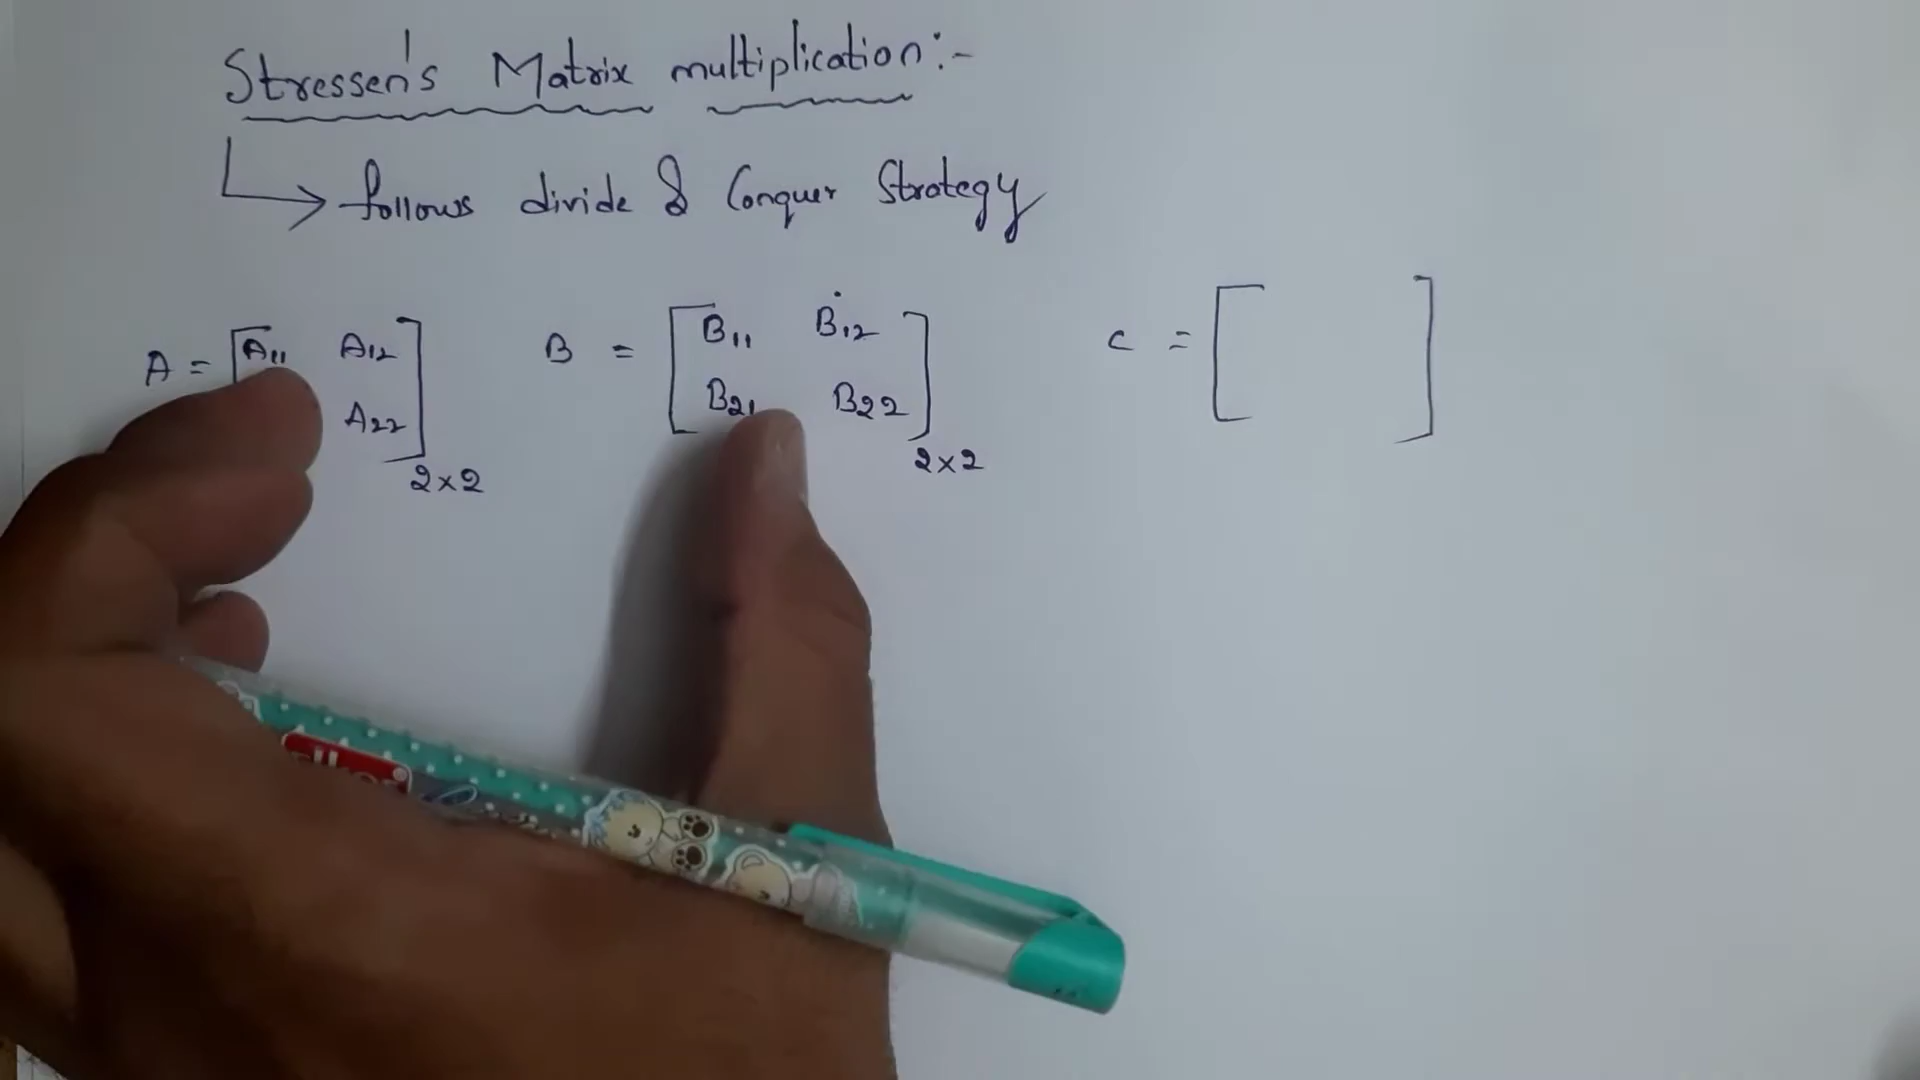 Stressen's Matrix multiplication:-
follows divide & Conquer Strategy
A = [A11 A12 B = [B11 B12 C = [ ]
A22]2×2 B21 B22]2×2